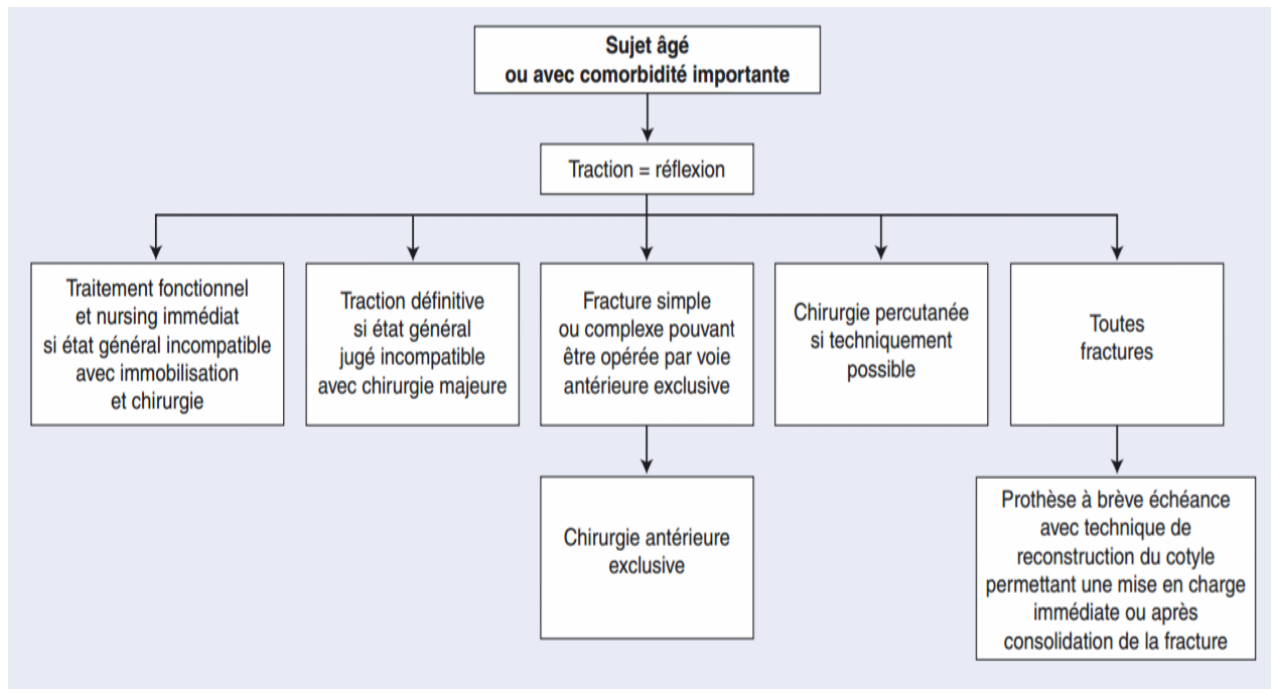 Sujet âgé
ou avec comorbidité importante
Traction = réflexion
Traitement fonctionnel
et nursing immédiat
si état général incompatible
avec immobilisation
et chirurgie
Traction définitive
si état général
jugé incompatible
avec chirurgie majeure
Fracture simple
ou complexe pouvant
être opérée par voie
antérieure exclusive
Chirurgie percutanée
si techniquement
possible
Toutes
fractures
Chirurgie antérieure
exclusive
Prothèse à brève échéance
avec technique de
reconstruction du cotyle
permettant une mise en charge
immédiate ou après
consolidation de la fracture